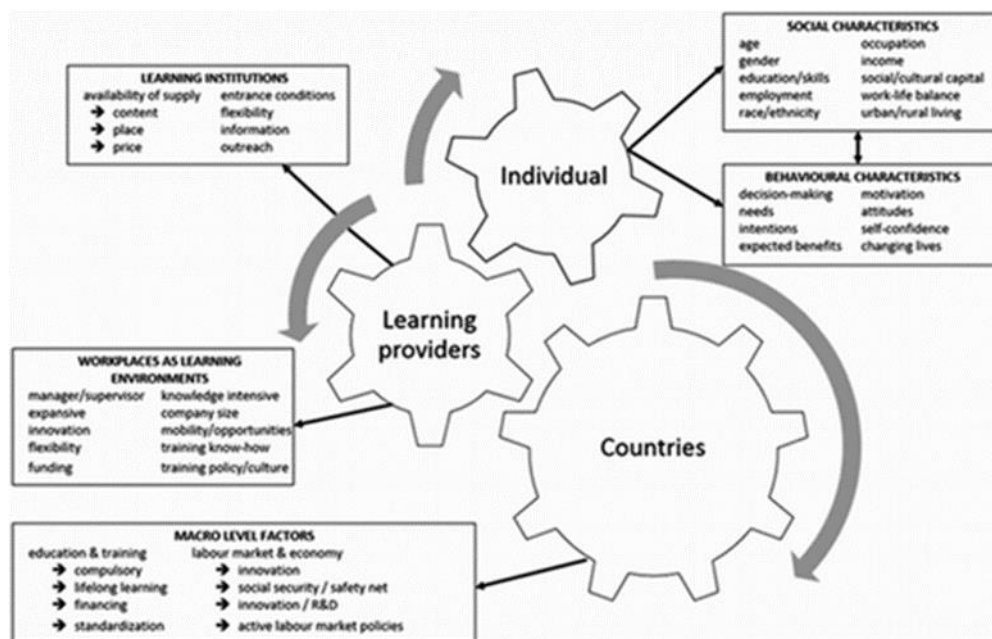 SOCIAL CHARACTERISTICS
age occupation
gender income
education/skills social/cultural capital
employment work-life balance
race/ethnicity urban/rural living
LEARNING INSTITUTIONS
availability of supply entrance conditions
➔ content flexibility
➔ place information
➔ price outreach
Individual
BEHAVIOURAL CHARACTERISTICS
decision-making motivation
needs attitudes
intentions self-confidence
expected benefits changing lives
Learning
providers
WORKPLACES AS LEARNING
ENVIRONMENTS
manager/supervisor knowledge intensive
expansive company size
innovation mobility/opportunities
flexibility training know-how
funding training policy/culture
Countries
MACRO LEVEL FACTORS
education & training labour market & economy
➔ compulsory ➔ innovation
➔ lifelong learning ➔ social security / safety net
➔ financing ➔ innovation / R&D
➔ standardization ➔ active labour market policies